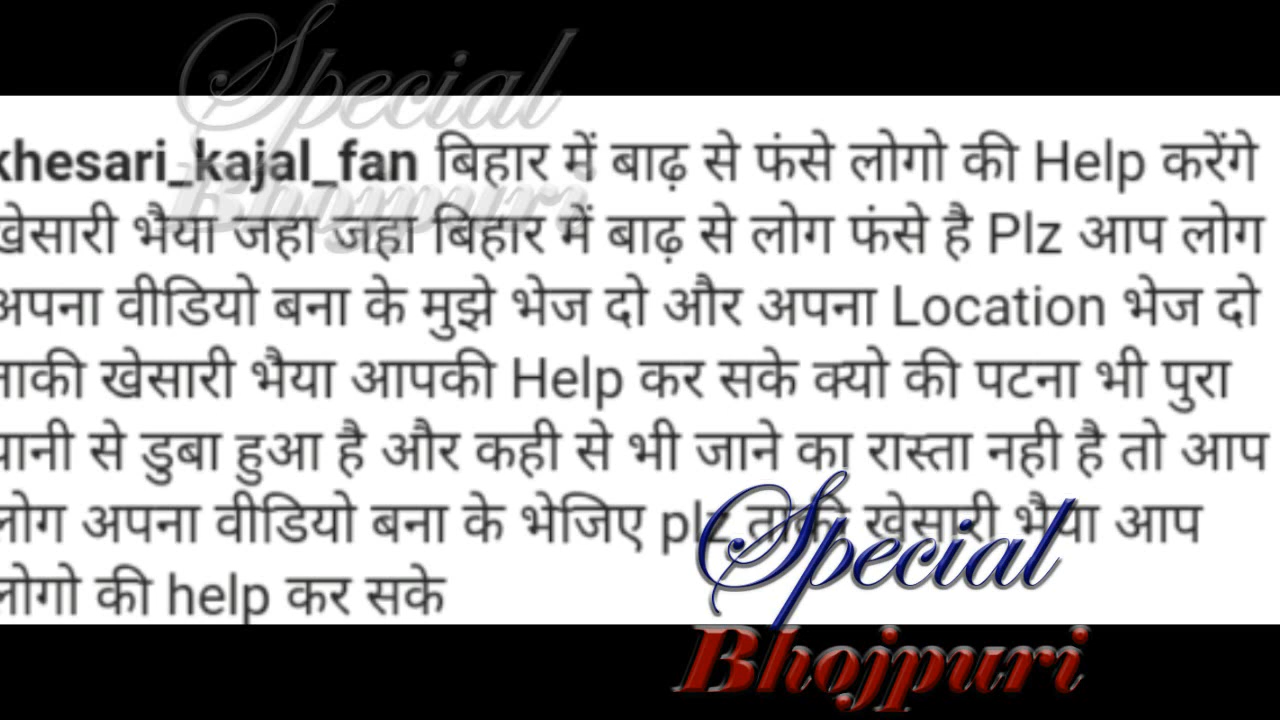 Special
Bhojpuri
khesari_kajal_fan बिहार में बाढ़ से फंसे लोगो की Help करेंगे
खेसारी भैया जहा जहा बिहार में बाढ़ से लोग फंसे है Plz आप लोग
अपना वीडियो बना के मुझे भेज दो और अपना Location भेज दो
ताकी खेसारी भैया आपकी Help कर सके क्यो की पटना भी पुरा
पानी से डुबा हुआ है और कही से भी जाने का रास्ता नही है तो आप
लोग अपना वीडियो बना के भेजिए plz ताकी खेसारी भैया आप
लोगो की help कर सके
Special
Bhojpuri